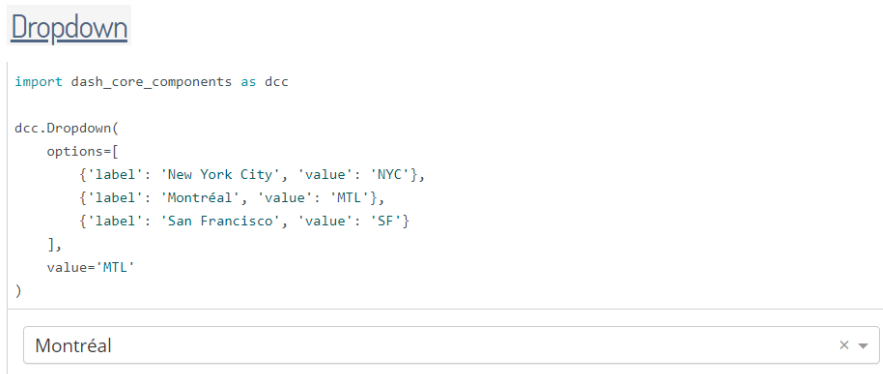 Dropdown
import dash_core_components as dcc
dcc.Dropdown(
    options=[
        {'label': 'New York City', 'value': 'NYC'},
        {'label': 'Montréal', 'value': 'MTL'},
        {'label': 'San Francisco', 'value': 'SF'}
    ],
    value='MTL'
)
Montréal